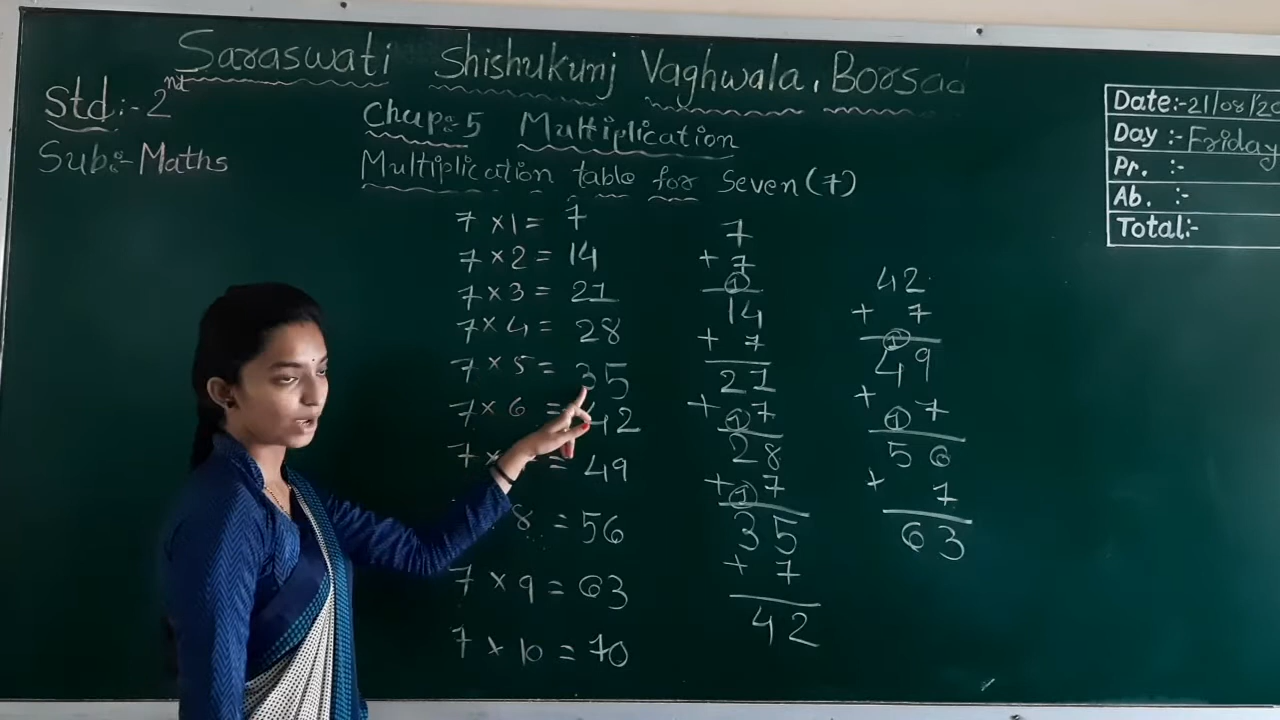 Saraswati Shishukunj Vaghwala, Borsad
Std:- 2nt
Sub:- Maths
Chap:-5 Multiplication
Multiplication table for Seven (7)
Date:-21/08/20
Day :- Friday
Pr. :-
Ab. :-
Total:-
7 × 1 = 7
7 × 2 = 14
7 × 3 = 21
7 × 4 = 28
7 × 5 = 35
7 × 6 = 42
7 × = 49
8 = 56
7 × 9 = 63
7 × 10 = 70
7
+ 7
1
14
+ 7
21
+ 1 7
28
+ 1 7
35
+ 7
42
42
+ 7
1
49
+ 7
1
56
+ 7
63